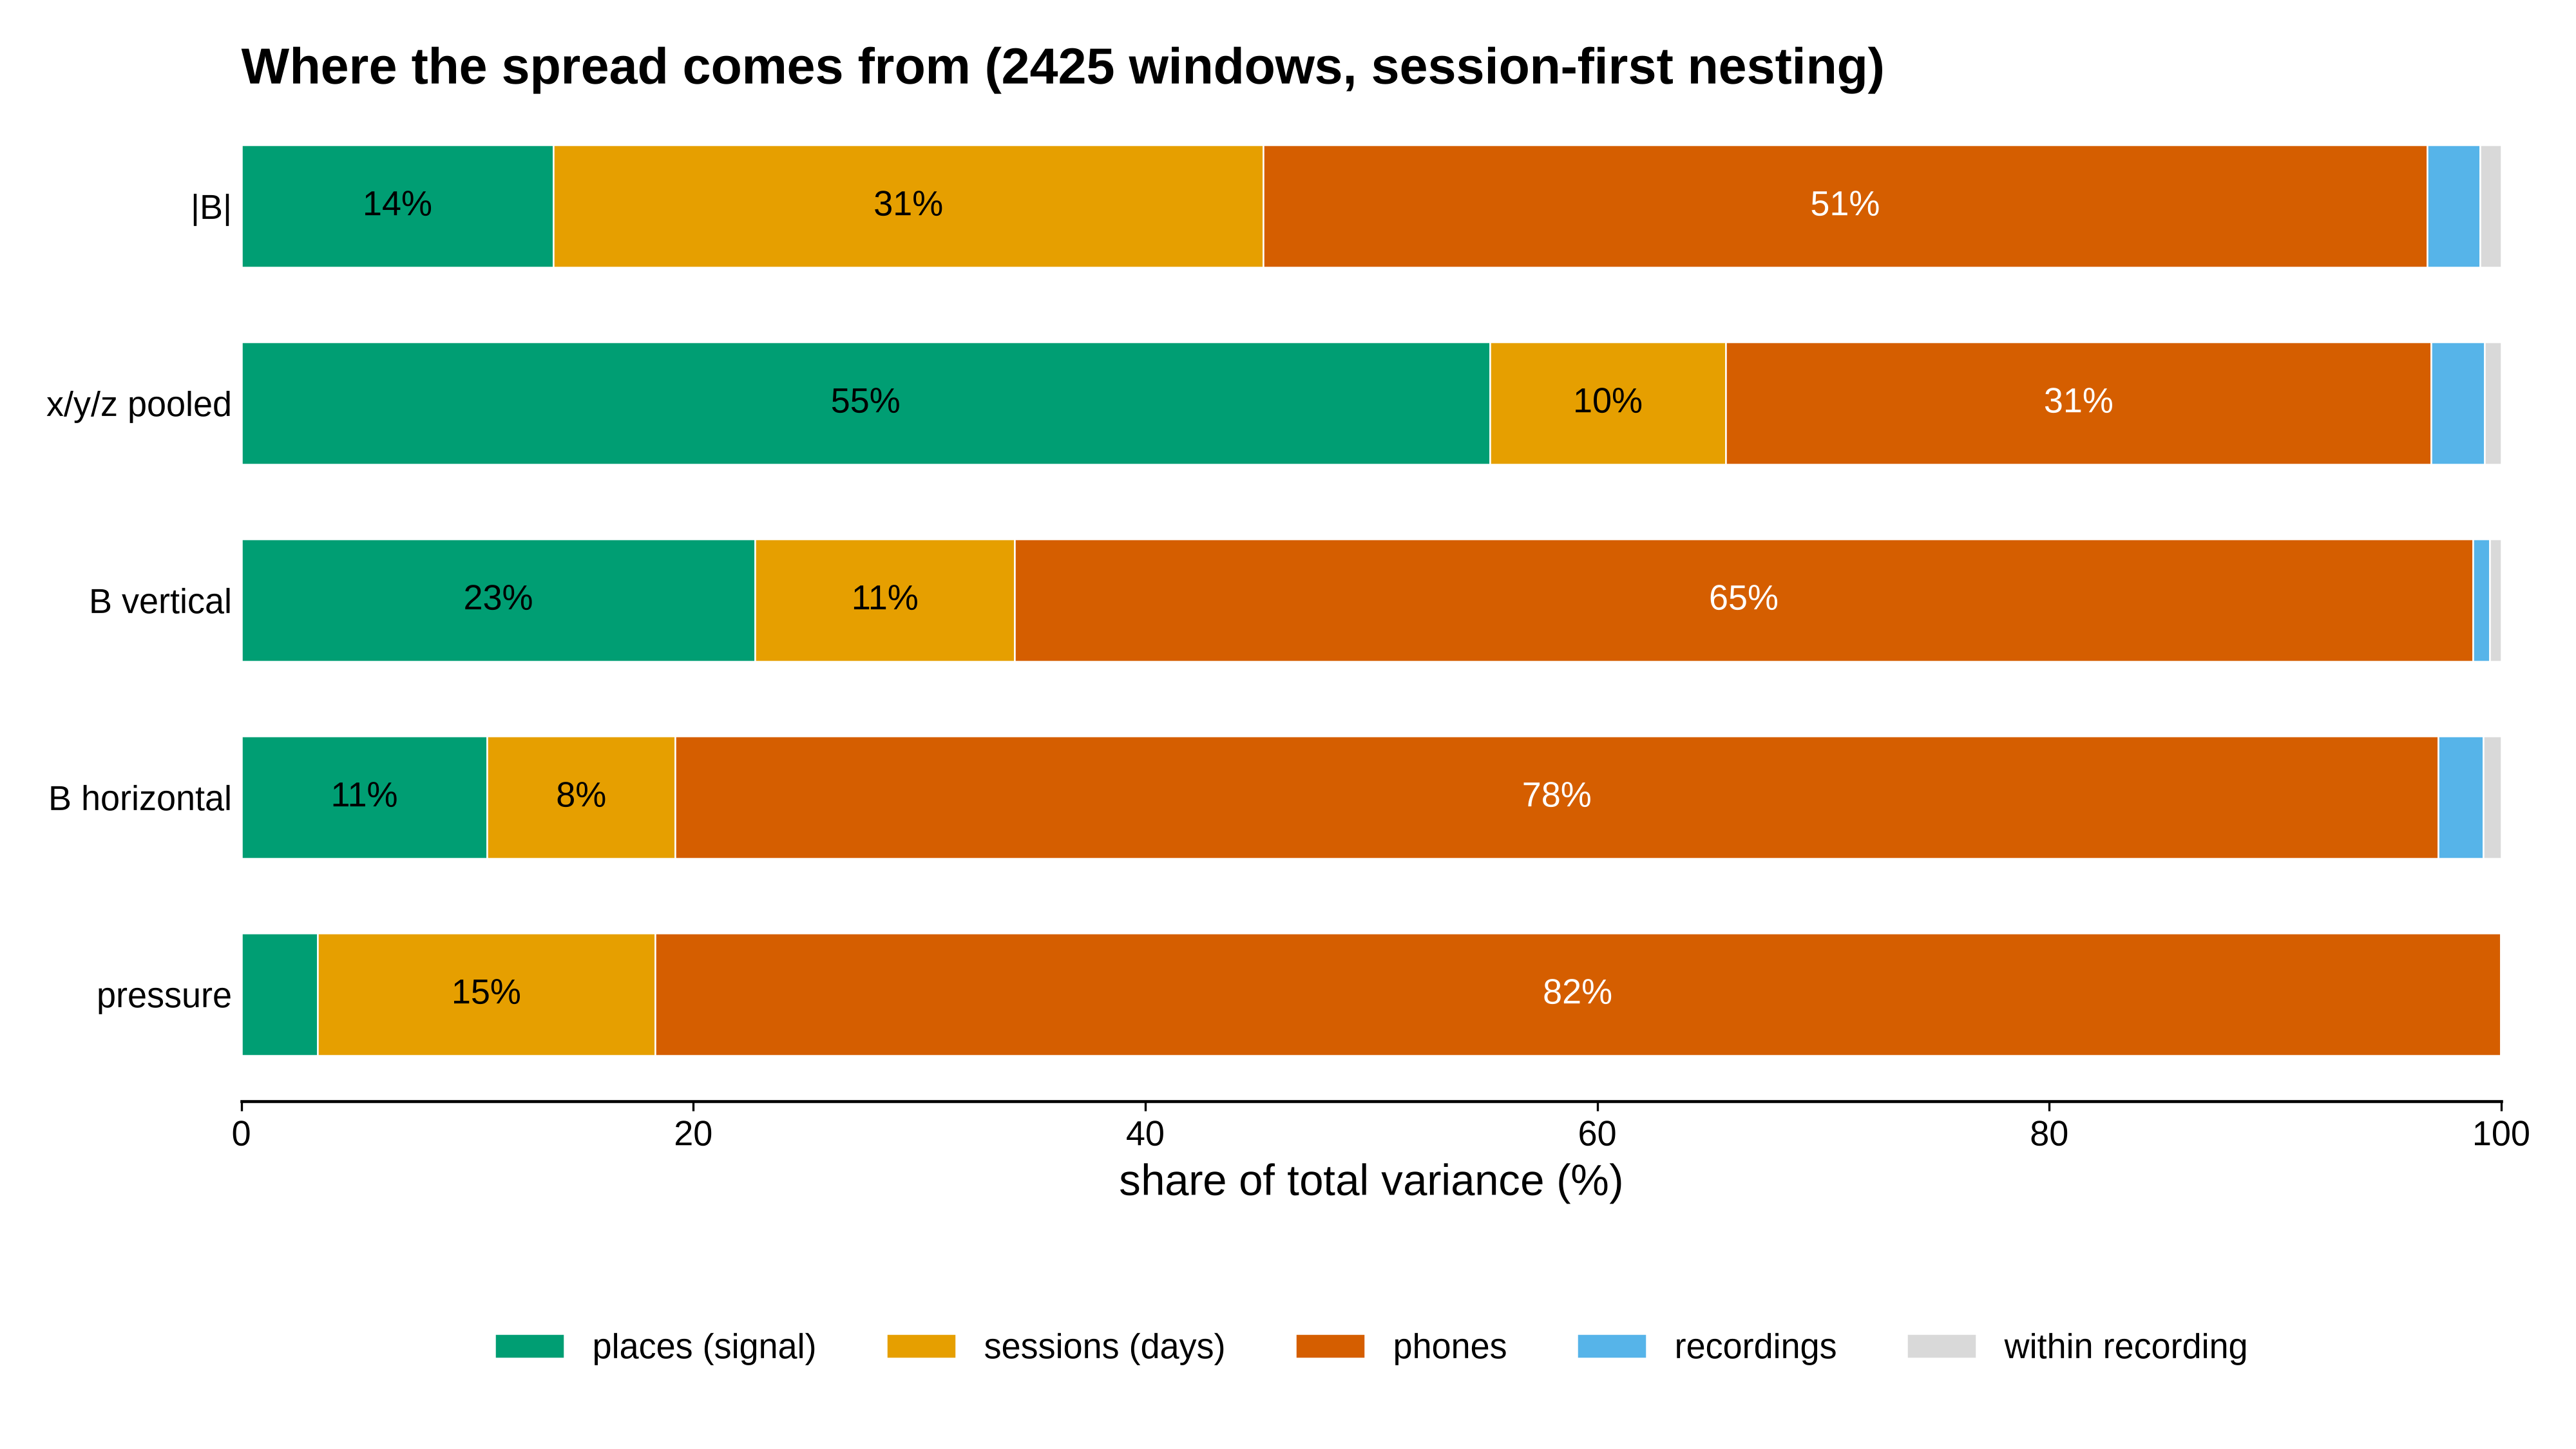 Where the spread comes from (2425 windows, session-first nesting)
|B| 14% 31% 51%
x/y/z pooled 55% 10% 31%
B vertical 23% 11% 65%
B horizontal 11% 8% 78%
pressure 15% 82%
0 20 40 60 80 100
share of total variance (%)
places (signal) sessions (days) phones recordings within recording